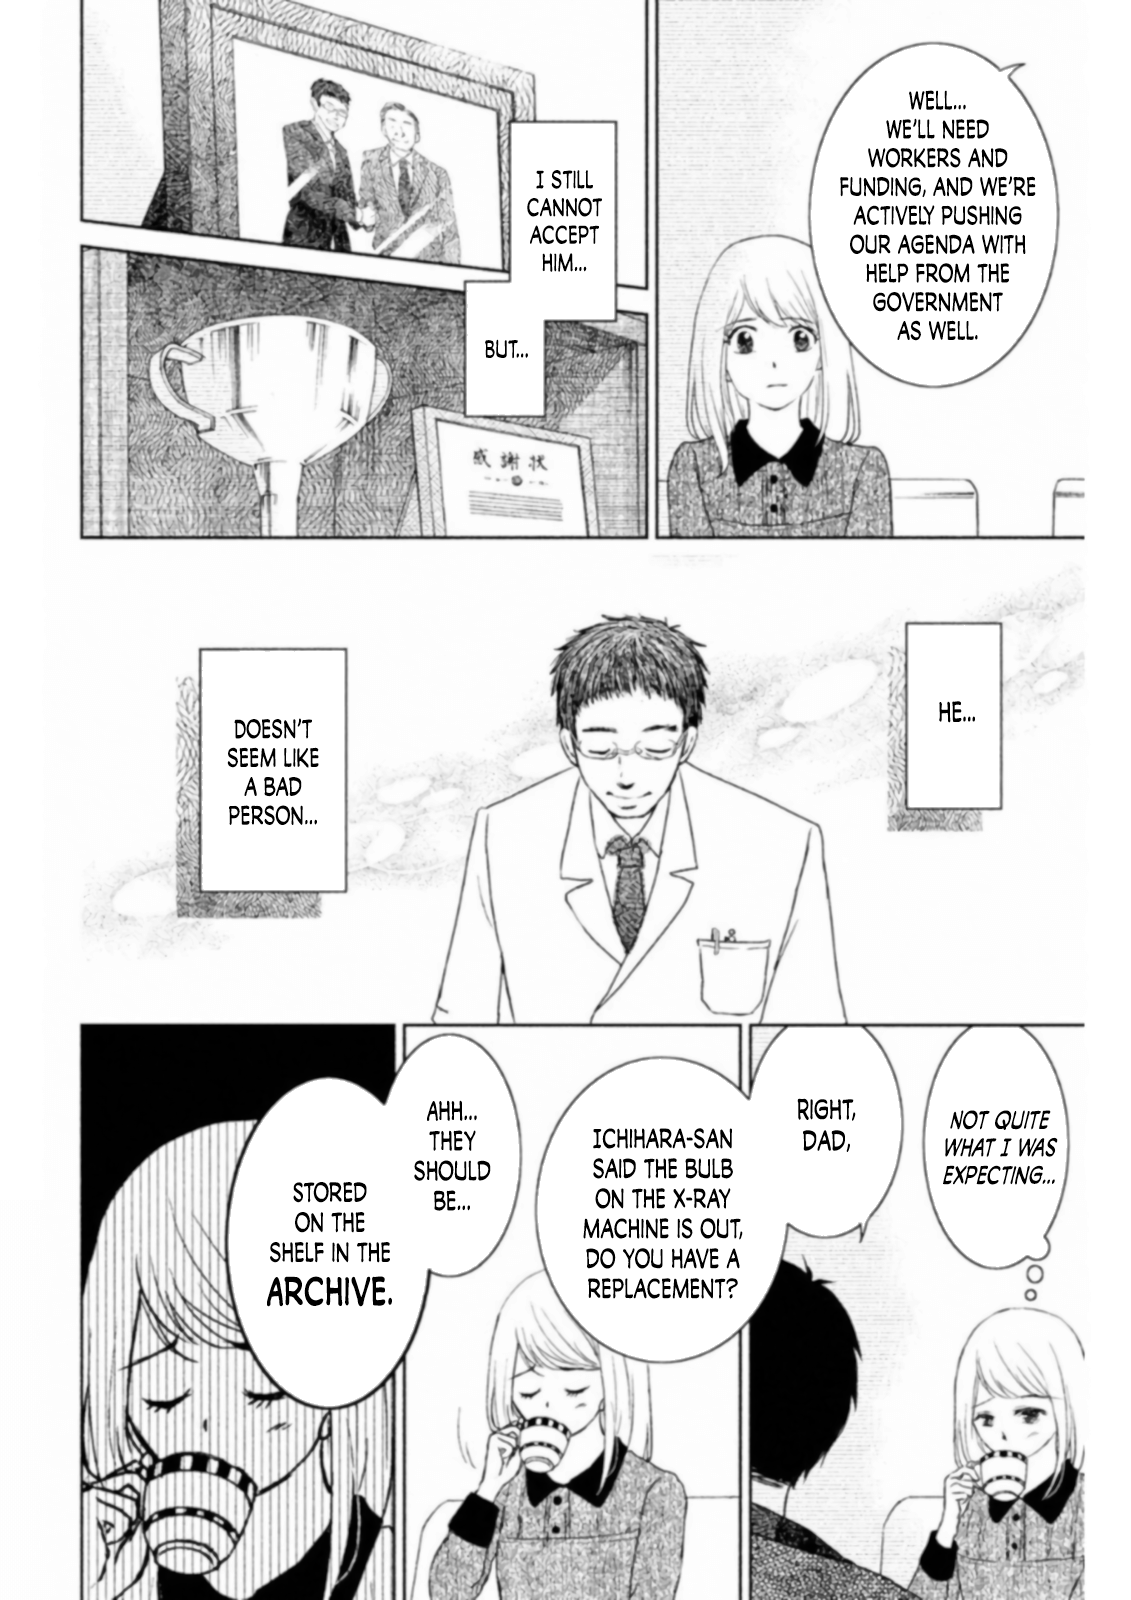 WELL...
WE'LL NEED
WORKERS AND
FUNDING, AND WE'RE
ACTIVELY PUSHING
OUR AGENDA WITH
HELP FROM THE
GOVERNMENT
AS WELL.
I STILL
CANNOT
ACCEPT
HIM...
BUT...
感謝状
HE...
DOESN'T
SEEM LIKE
A BAD
PERSON...
NOT QUITE
WHAT I WAS
EXPECTING...
RIGHT,
DAD,
ICHIHARA-SAN
SAID THE BULB
ON THE X-RAY
MACHINE IS OUT,
DO YOU HAVE A
REPLACEMENT?
AHH...
THEY
SHOULD
BE...
STORED
ON THE
SHELF IN THE
ARCHIVE.